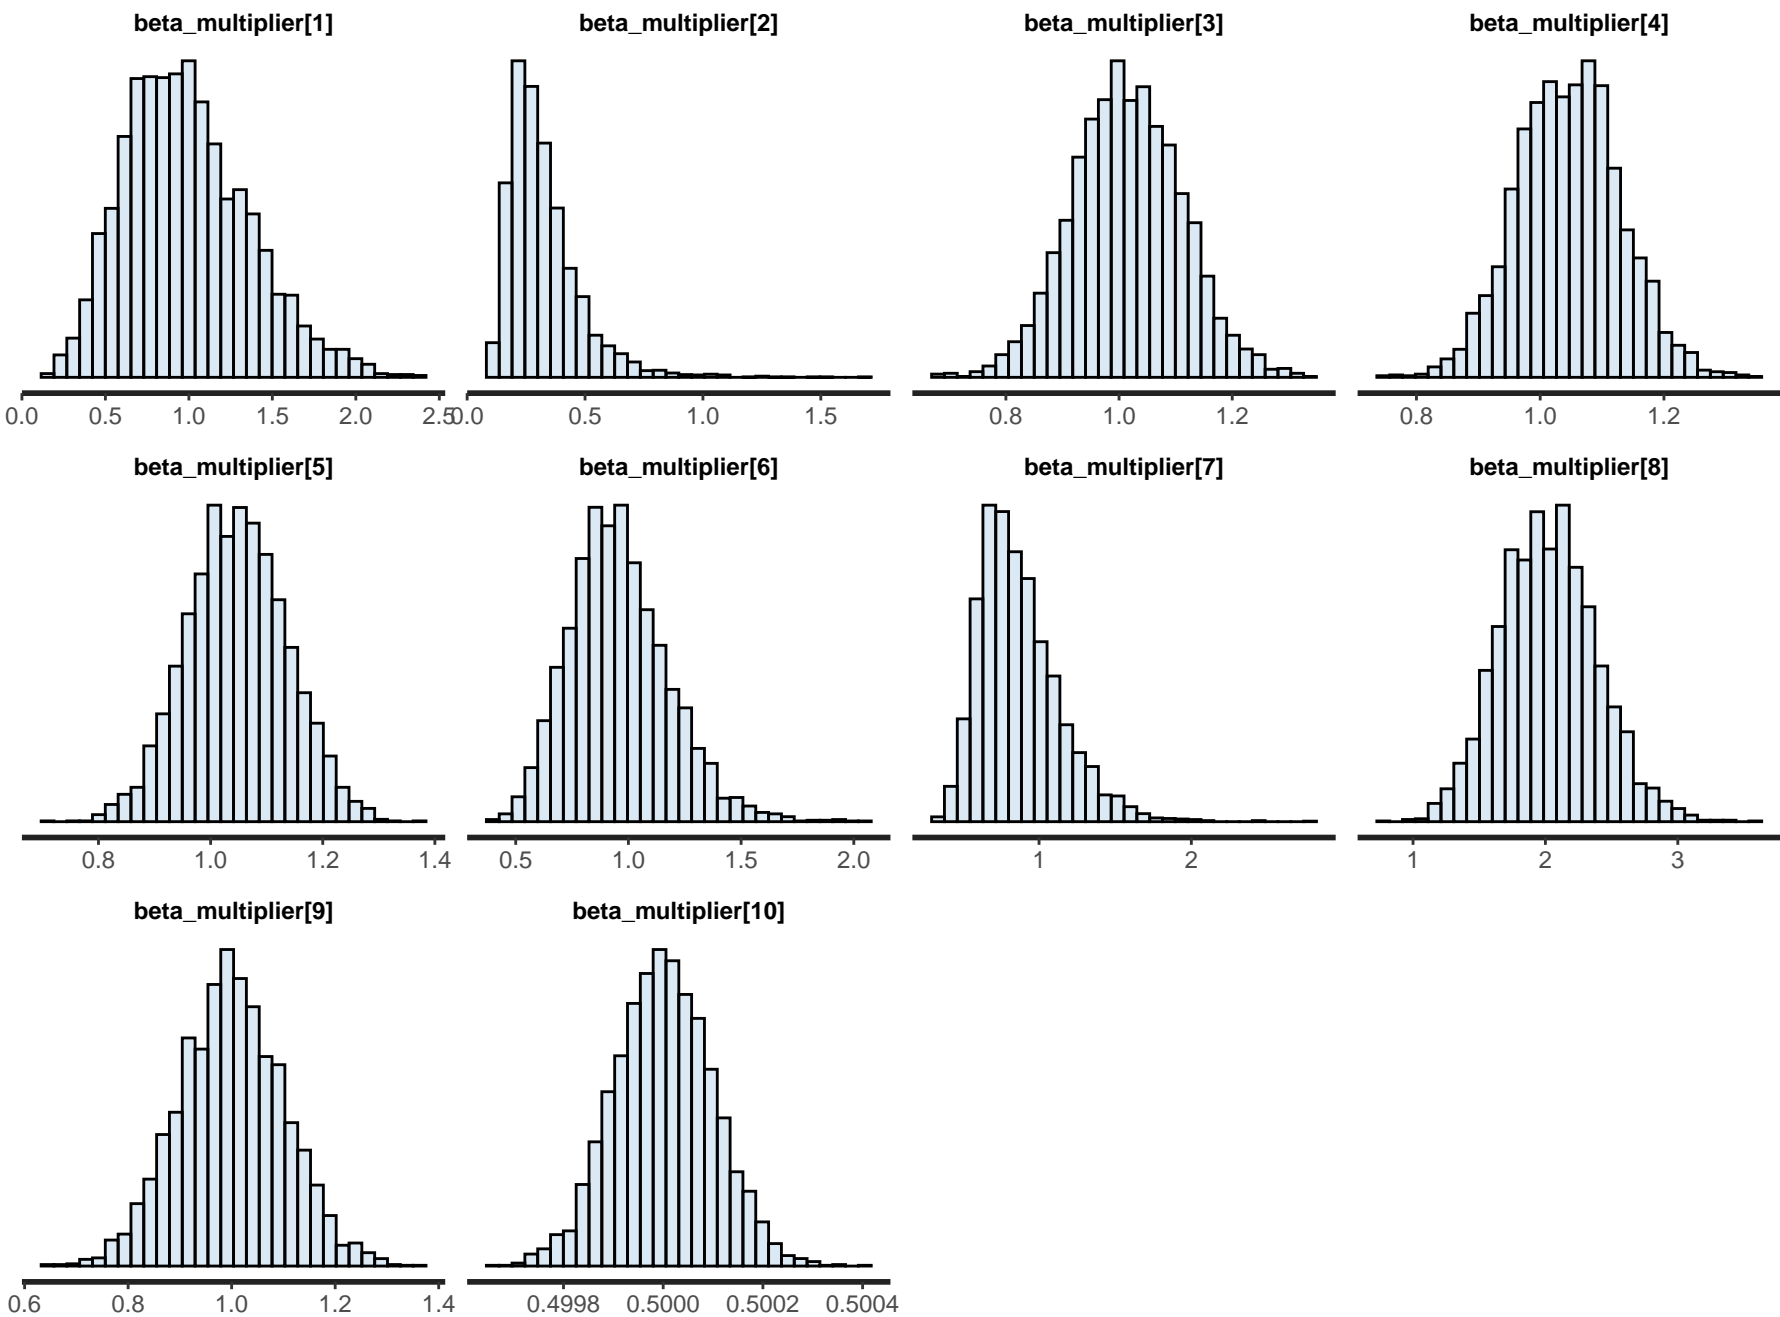 beta_multiplier[1] beta_multiplier[2] beta_multiplier[3] beta_multiplier[4]
0.0 0.5 1.0 1.5 2.0 2.5 0.0 0.5 1.0 1.5 0.8 1.0 1.2 0.8 1.0 1.2
beta_multiplier[5] beta_multiplier[6] beta_multiplier[7] beta_multiplier[8]
0.8 1.0 1.2 1.4 0.5 1.0 1.5 2.0 1 2 1 2 3
beta_multiplier[9] beta_multiplier[10]
0.6 0.8 1.0 1.2 1.4 0.4998 0.5000 0.5002 0.5004